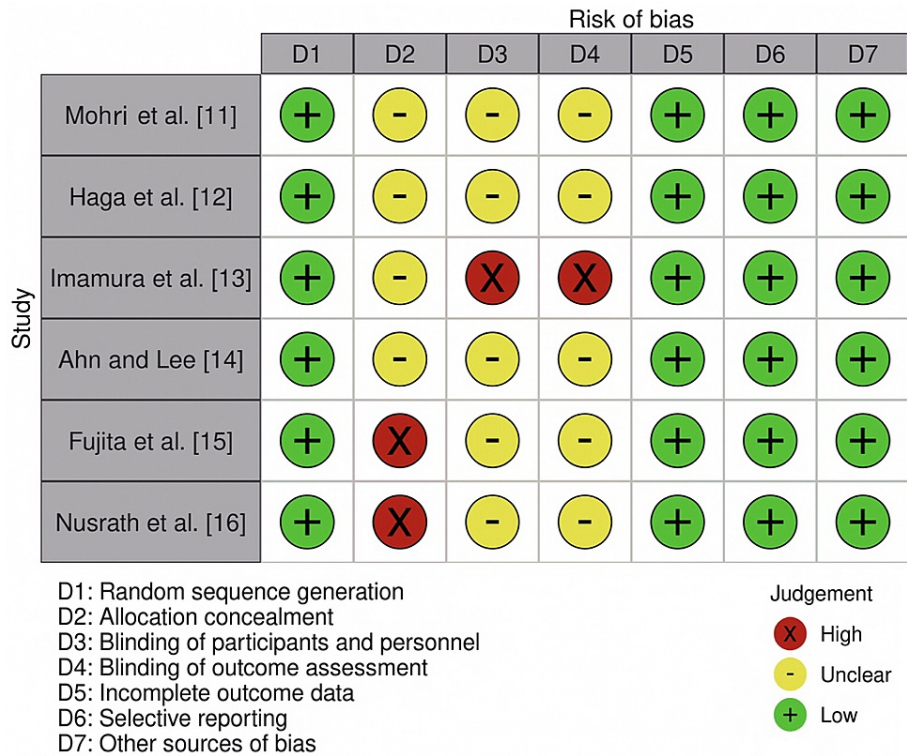 Risk of bias
D1 D2 D3 D4 D5 D6 D7
Study
Mohri et al. [11] + - - - + + +
Haga et al. [12] + - - - + + +
Imamura et al. [13] + - X X + + +
Ahn and Lee [14] + - - - + + +
Fujita et al. [15] + X - - + + +
Nusrath et al. [16] + X - - + + +
D1: Random sequence generation
D2: Allocation concealment
D3: Blinding of participants and personnel
D4: Blinding of outcome assessment
D5: Incomplete outcome data
D6: Selective reporting
D7: Other sources of bias
Judgement
X High
- Unclear
+ Low